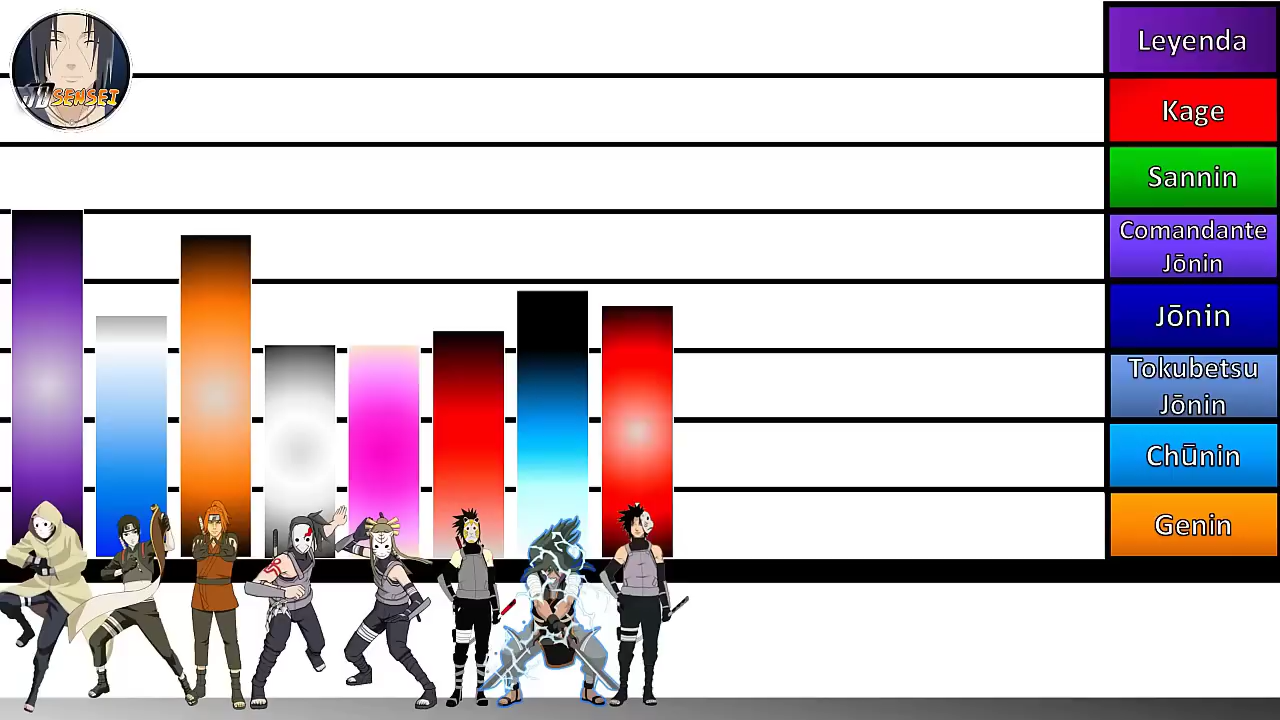 SENSEI
Leyenda
Kage
Sannin
Comandante
Jōnin
Jōnin
Tokubetsu
Jōnin
Chūnin
Genin